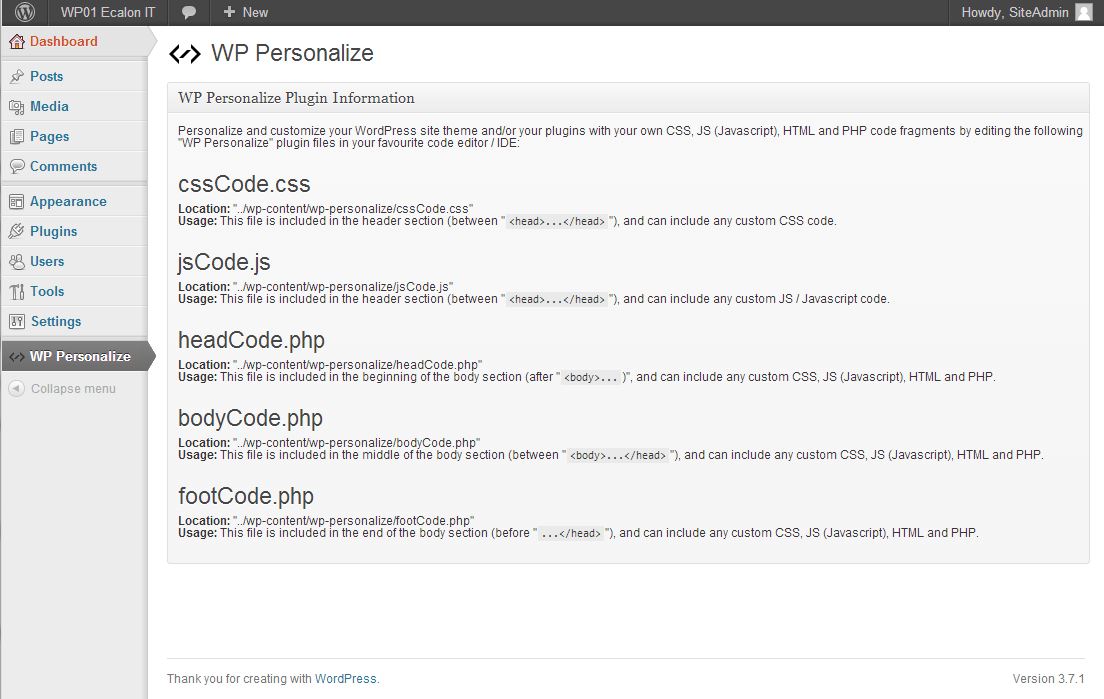 WP01 Ecalon IT
New
Howdy, SiteAdmin
Dashboard
Posts
Media
Pages
Comments
Appearance
Plugins
Users
Tools
Settings
WP Personalize
Collapse menu
WP Personalize
WP Personalize Plugin Information
Personalize and customize your WordPress site theme and/or your plugins with your own CSS, JS (Javascript), HTML and PHP code fragments by editing the following
"WP Personalize" plugin files in your favourite code editor / IDE:
cssCode.css
Location: "../wp-content/wp-personalize/cssCode.css"
Usage: This file is included in the header section (between " <head>...</head> "), and can include any custom CSS code.
jsCode.js
Location: "../wp-content/wp-personalize/jsCode.js"
Usage: This file is included in the header section (between " <head>...</head> "), and can include any custom JS / Javascript code.
headCode.php
Location: "../wp-content/wp-personalize/headCode.php"
Usage: This file is included in the beginning of the body section (after " <body>... )", and can include any custom CSS, JS (Javascript), HTML and PHP.
bodyCode.php
Location: "../wp-content/wp-personalize/bodyCode.php"
Usage: This file is included in the middle of the body section (between " <body>...</head> "), and can include any custom CSS, JS (Javascript), HTML and PHP.
footCode.php
Location: "../wp-content/wp-personalize/footCode.php"
Usage: This file is included in the end of the body section (before " ...</head> "), and can include any custom CSS, JS (Javascript), HTML and PHP.
Thank you for creating with WordPress.
Version 3.7.1